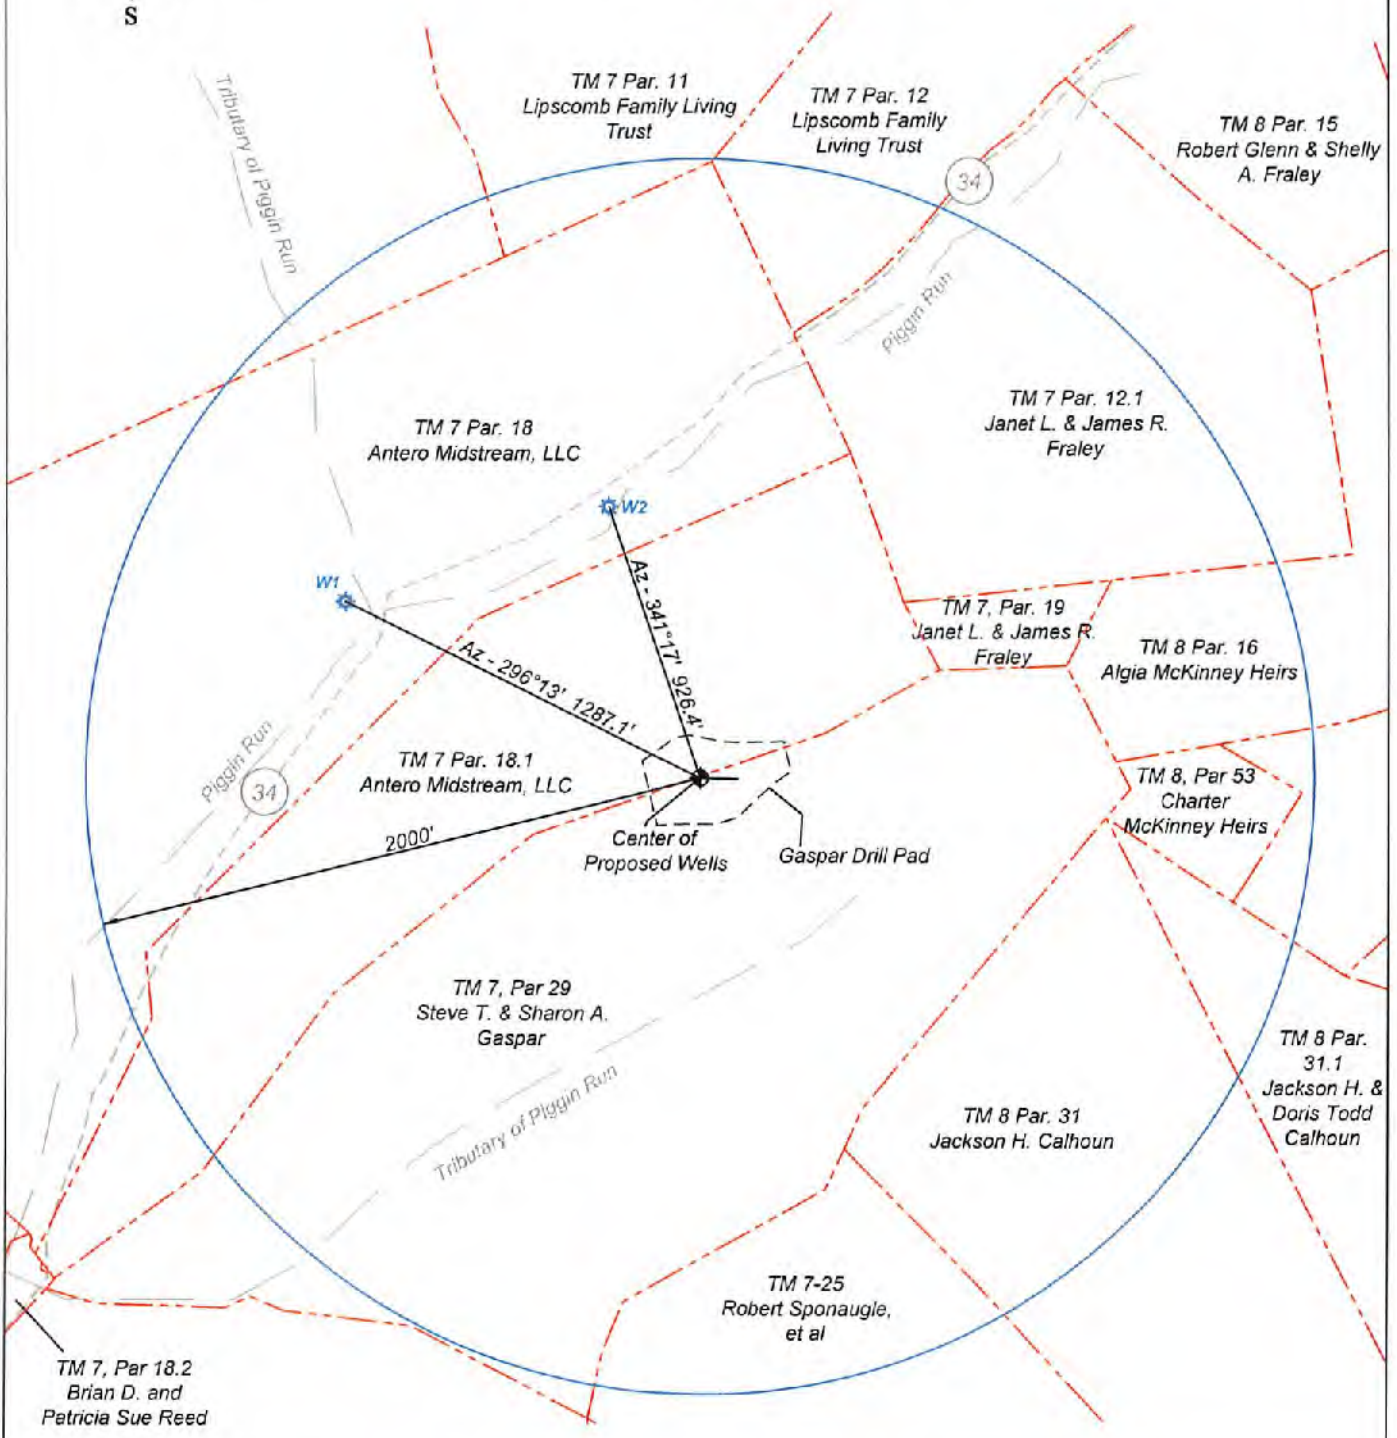 S
Tributary of Piggin Run
TM 7 Par. 11
Lipscomb Family Living
Trust
TM 7 Par. 12
Lipscomb Family
Living Trust
34
TM 8 Par. 15
Robert Glenn & Shelly
A. Fraley
Piggin Run
TM 7 Par. 18
Antero Midstream, LLC
TM 7 Par. 12.1
Janet L. & James R.
Fraley
W2
W1
Az - 341°17' 926.4'
Az - 296°13' 1287.1'
TM 7, Par. 19
Janet L. & James R.
Fraley
TM 8 Par. 16
Algia McKinney Heirs
Piggin Run
34
TM 7 Par. 18.1
Antero Midstream, LLC
2000'
Center of
Proposed Wells
Gaspar Drill Pad
TM 8, Par 53
Charter
McKinney Heirs
TM 7, Par 29
Steve T. & Sharon A.
Gaspar
Tributary of Piggin Run
TM 8 Par. 31
Jackson H. Calhoun
TM 8 Par.
31.1
Jackson H. &
Doris Todd
Calhoun
TM 7-25
Robert Sponaugle,
et al
TM 7, Par 18.2
Brian D. and
Patricia Sue Reed